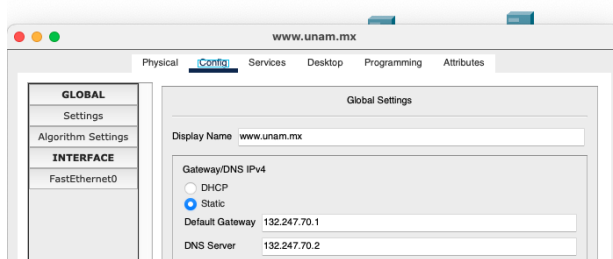 www.unam.mx
Physical Config Services Desktop Programming Attributes
GLOBAL
Settings
Algorithm Settings
INTERFACE
FastEthernet0
Global Settings
Display Name www.unam.mx
Gateway/DNS IPv4
DHCP
Static
Default Gateway 132.247.70.1
DNS Server 132.247.70.2